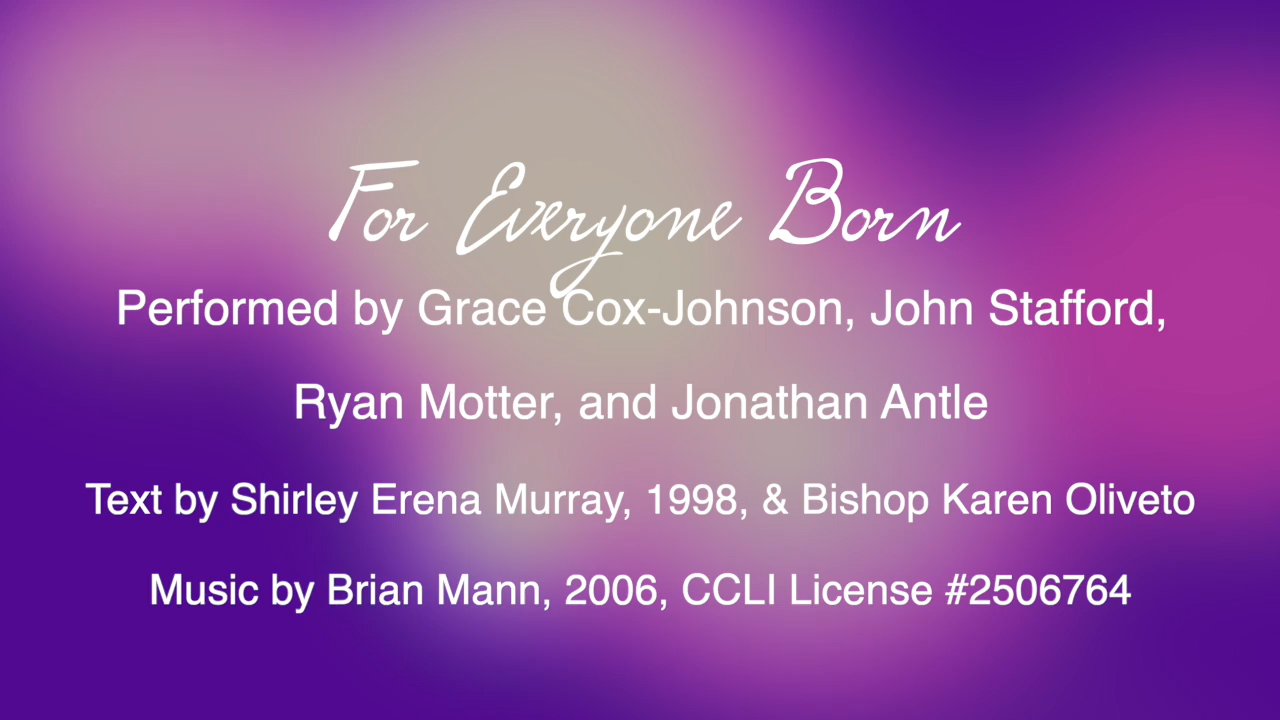 For Everyone Born
Performed by Grace Cox-Johnson, John Stafford,
Ryan Motter, and Jonathan Antle
Text by Shirley Erena Murray, 1998, & Bishop Karen Oliveto
Music by Brian Mann, 2006, CCLI License #2506764